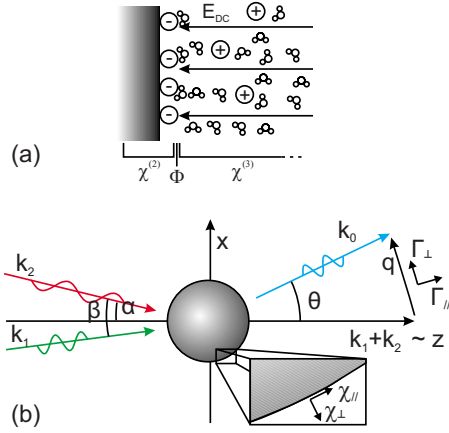 E_DC
+
-
-
+
-
+
-
(a)
χ^(2)
Φ
χ^(3)
...
x
k_0
Γ_⊥
q
Γ_//
k_2
β
α
θ
k_1
k_1+k_2 ~ z
χ_//
χ_⊥
(b)